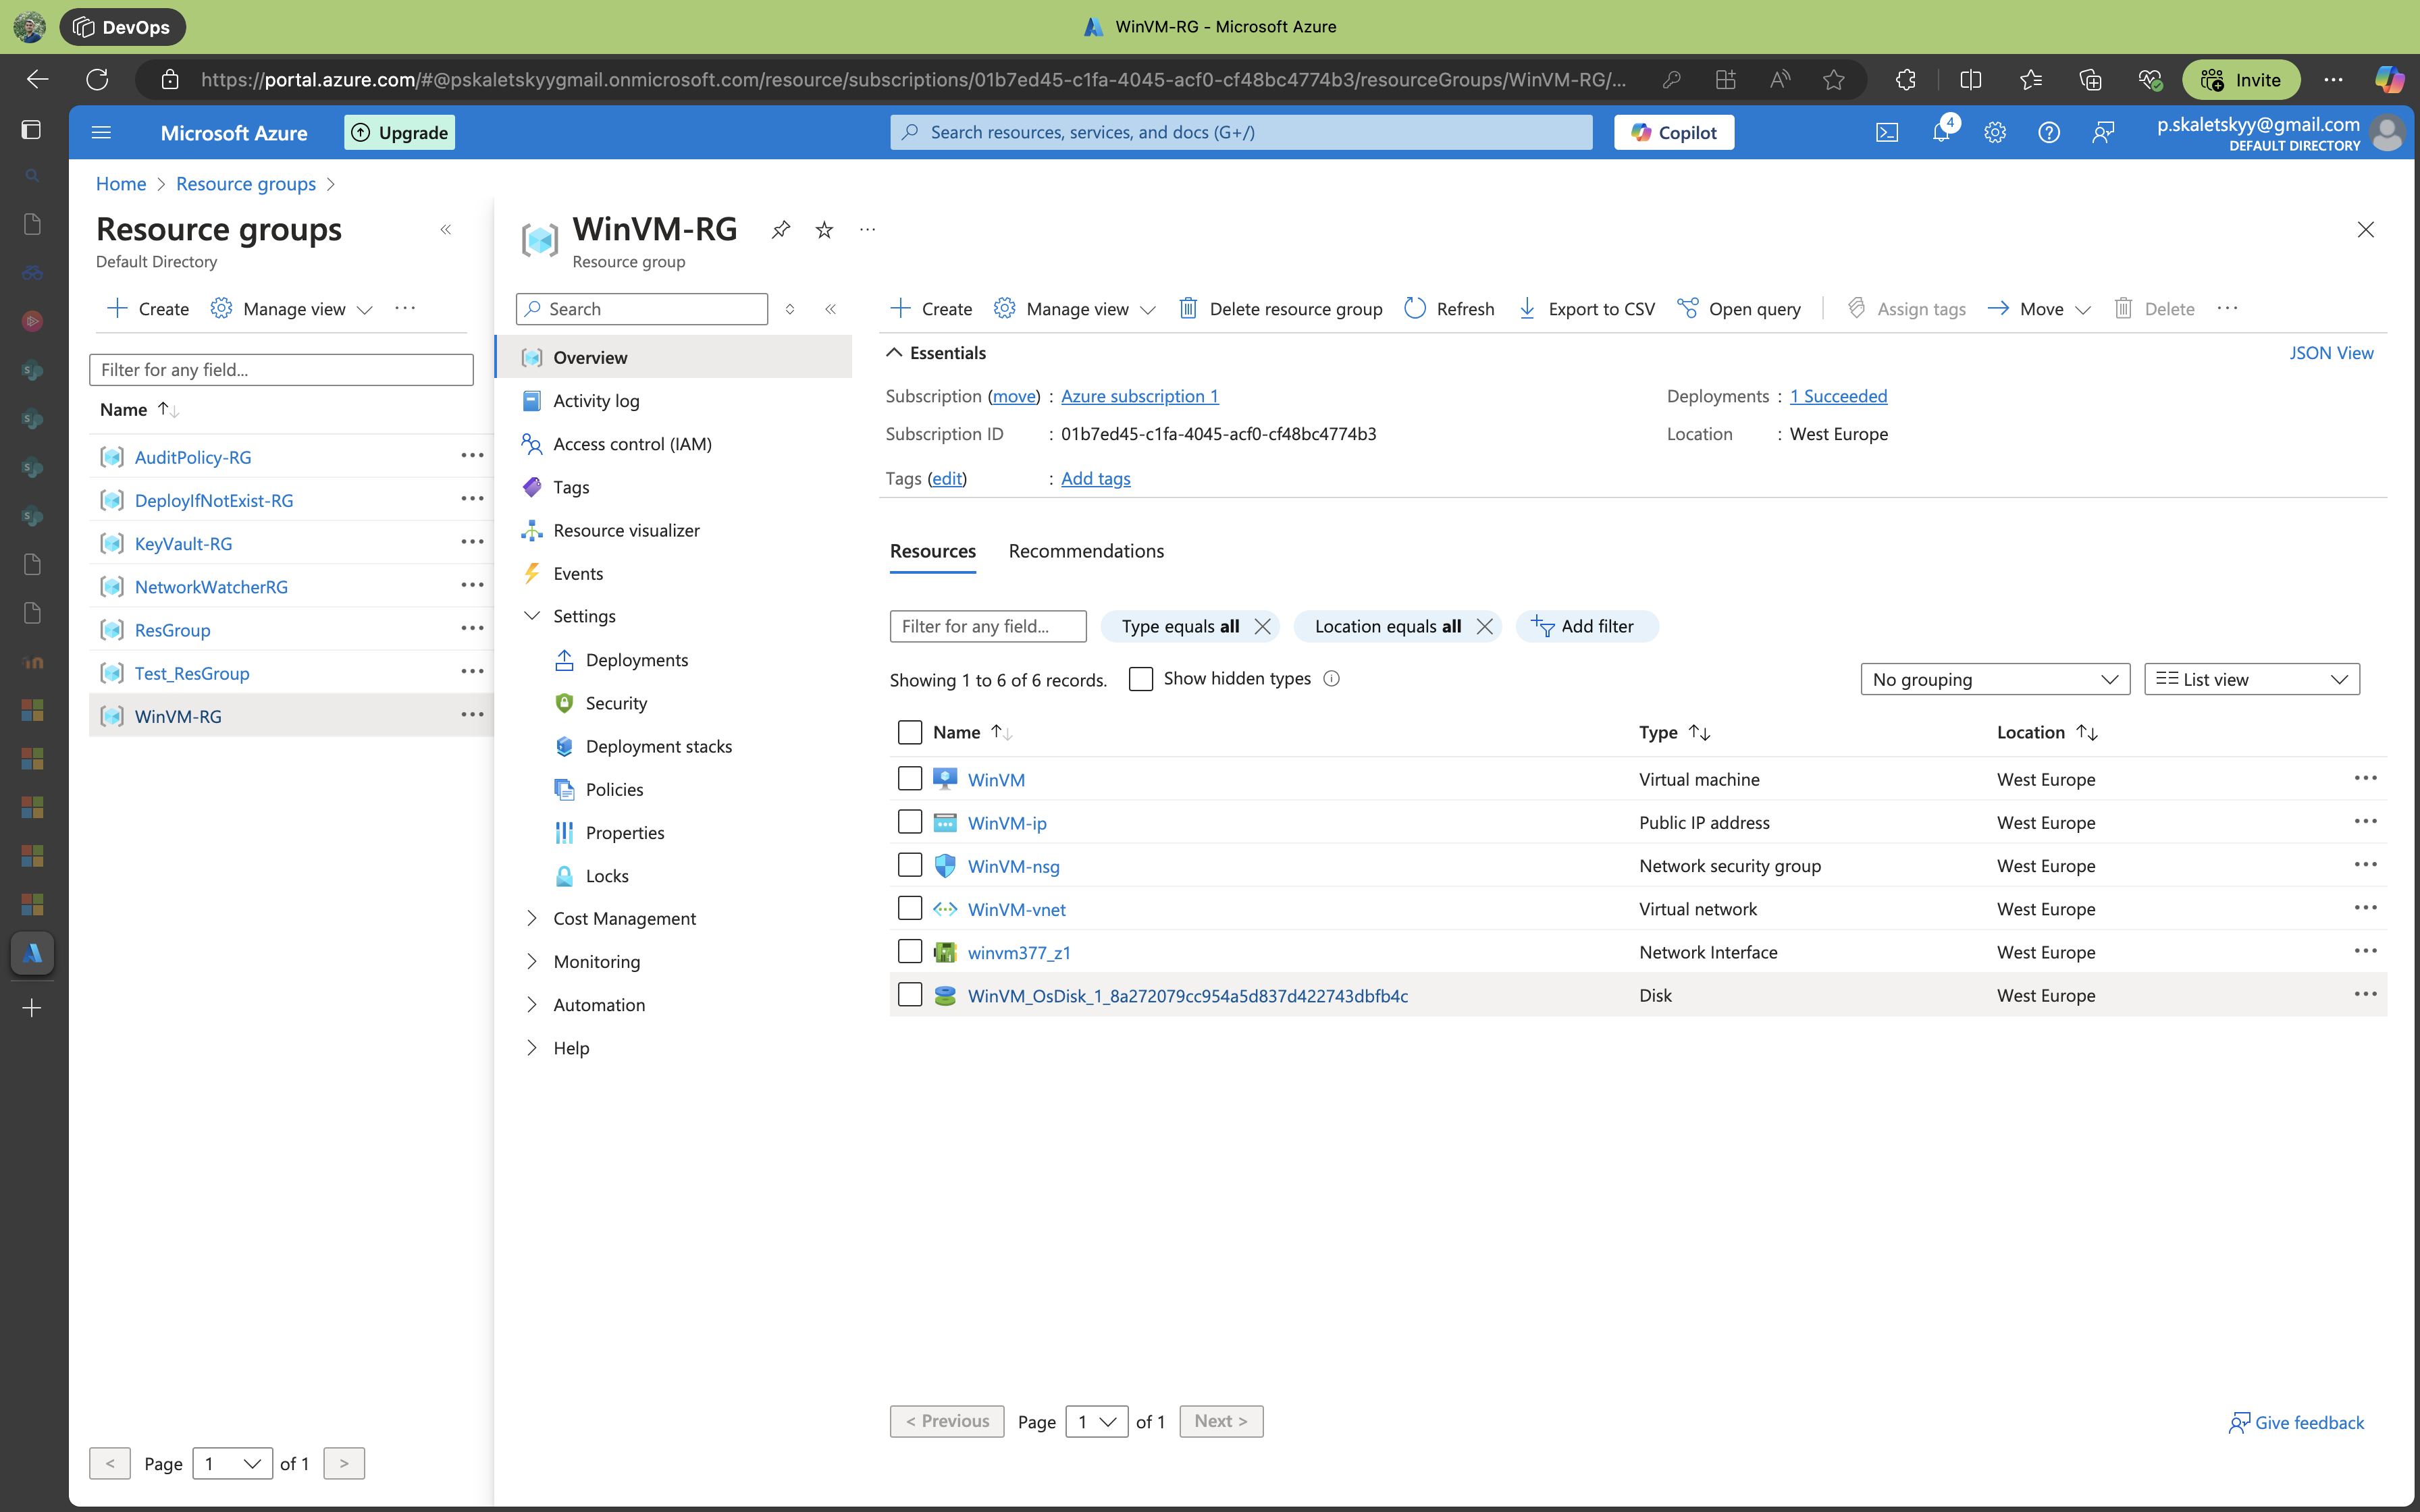 DevOps
WinVM-RG - Microsoft Azure
https://portal.azure.com/#@pskaletskyygmail.onmicrosoft.com/resource/subscriptions/01b7ed45-c1fa-4045-acf0-cf48bc4774b3/resourceGroups/WinVM-RG/...
Invite
Microsoft Azure
Upgrade
Search resources, services, and docs (G+/)
Copilot
4
p.skaletskyy@gmail.com
DEFAULT DIRECTORY
Home > Resource groups >
Resource groups
Default Directory
Create
Manage view
Filter for any field...
Name
AuditPolicy-RG
DeployIfNotExist-RG
KeyVault-RG
NetworkWatcherRG
ResGroup
Test_ResGroup
WinVM-RG
< Page 1 of 1 >
WinVM-RG
Resource group
Search
Overview
Activity log
Access control (IAM)
Tags
Resource visualizer
Events
Settings
Deployments
Security
Deployment stacks
Policies
Properties
Locks
Cost Management
Monitoring
Automation
Help
Create Manage view Delete resource group Refresh Export to CSV Open query Assign tags Move Delete
Essentials
JSON View
Subscription (move) : Azure subscription 1
Deployments : 1 Succeeded
Subscription ID : 01b7ed45-c1fa-4045-acf0-cf48bc4774b3
Location : West Europe
Tags (edit) : Add tags
Resources Recommendations
Filter for any field...
Type equals all
Location equals all
Add filter
Showing 1 to 6 of 6 records.
Show hidden types
No grouping
List view
Name Type Location
WinVM Virtual machine West Europe
WinVM-ip Public IP address West Europe
WinVM-nsg Network security group West Europe
WinVM-vnet Virtual network West Europe
winvm377_z1 Network Interface West Europe
WinVM_OsDisk_1_8a272079cc954a5d837d422743dbfb4c Disk West Europe
< Previous Page 1 of 1 Next >
Give feedback